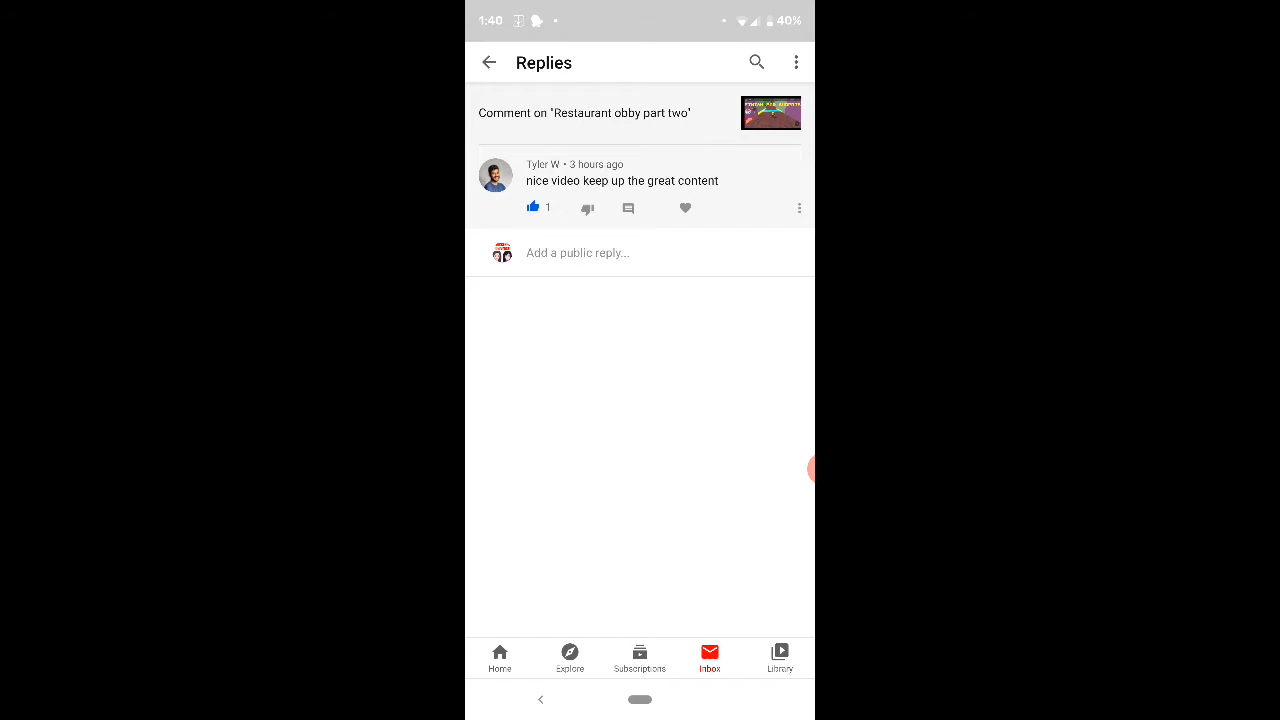 1:40
40%
Replies
Comment on "Restaurant obby part two"
Tyler W • 3 hours ago
nice video keep up the great content
1
Add a public reply...
Home
Explore
Subscriptions
Inbox
Library